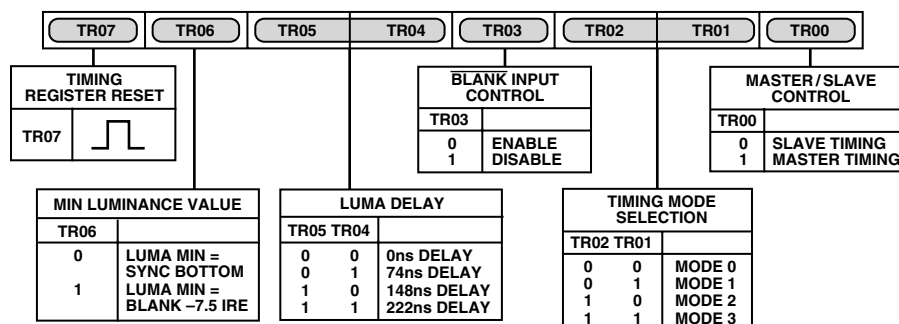 TR07 TR06 TR05 TR04 TR03 TR02 TR01 TR00
TIMING
REGISTER RESET
TR07
BLANK INPUT
CONTROL
TR03
0 ENABLE
1 DISABLE
MASTER/SLAVE
CONTROL
TR00
0 SLAVE TIMING
1 MASTER TIMING
MIN LUMINANCE VALUE
TR06
0 LUMA MIN =
SYNC BOTTOM
1 LUMA MIN =
BLANK –7.5 IRE
LUMA DELAY
TR05 TR04
0 0 0ns DELAY
0 1 74ns DELAY
1 0 148ns DELAY
1 1 222ns DELAY
TIMING MODE
SELECTION
TR02 TR01
0 0 MODE 0
0 1 MODE 1
1 0 MODE 2
1 1 MODE 3